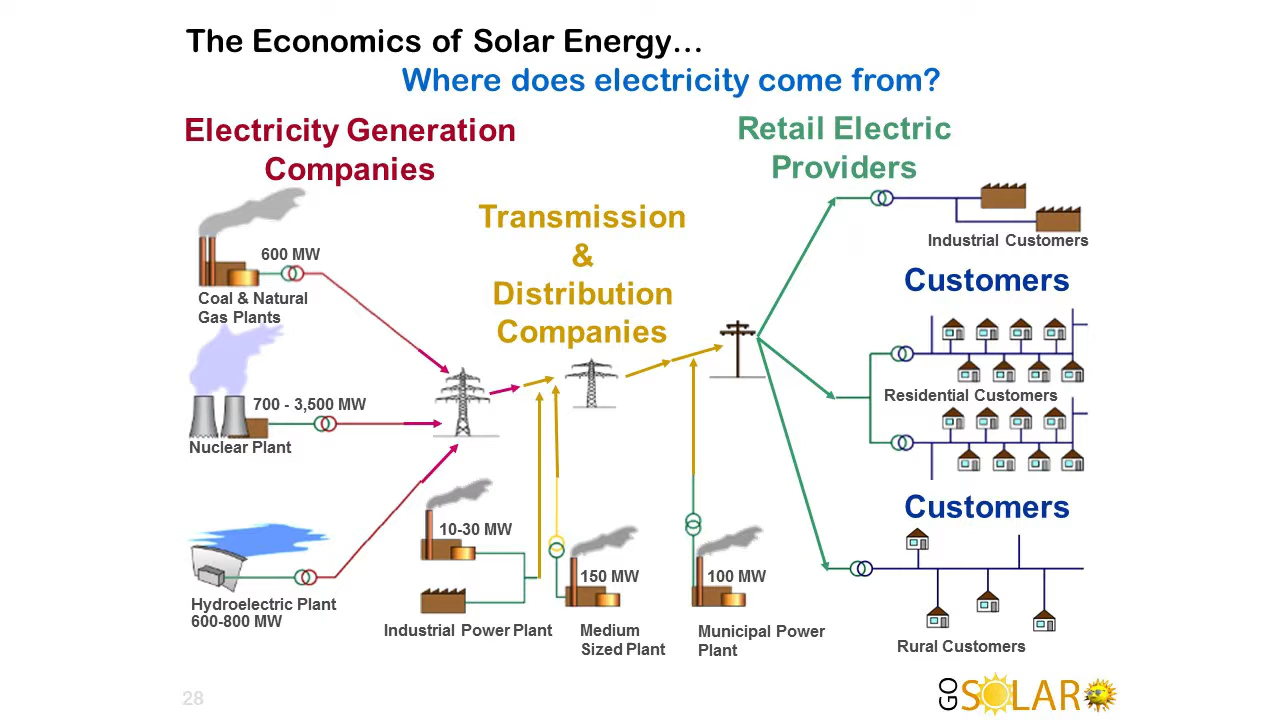 The Economics of Solar Energy…
Where does electricity come from?
Electricity Generation
Companies
Retail Electric
Providers
Transmission
&
Distribution
Companies
600 MW
Coal & Natural
Gas Plants
700 - 3,500 MW
Nuclear Plant
Hydroelectric Plant
600-800 MW
10-30 MW
Industrial Power Plant
150 MW
Medium
Sized Plant
100 MW
Municipal Power
Plant
Industrial Customers
Customers
Residential Customers
Customers
Rural Customers
28
GO SOLAR